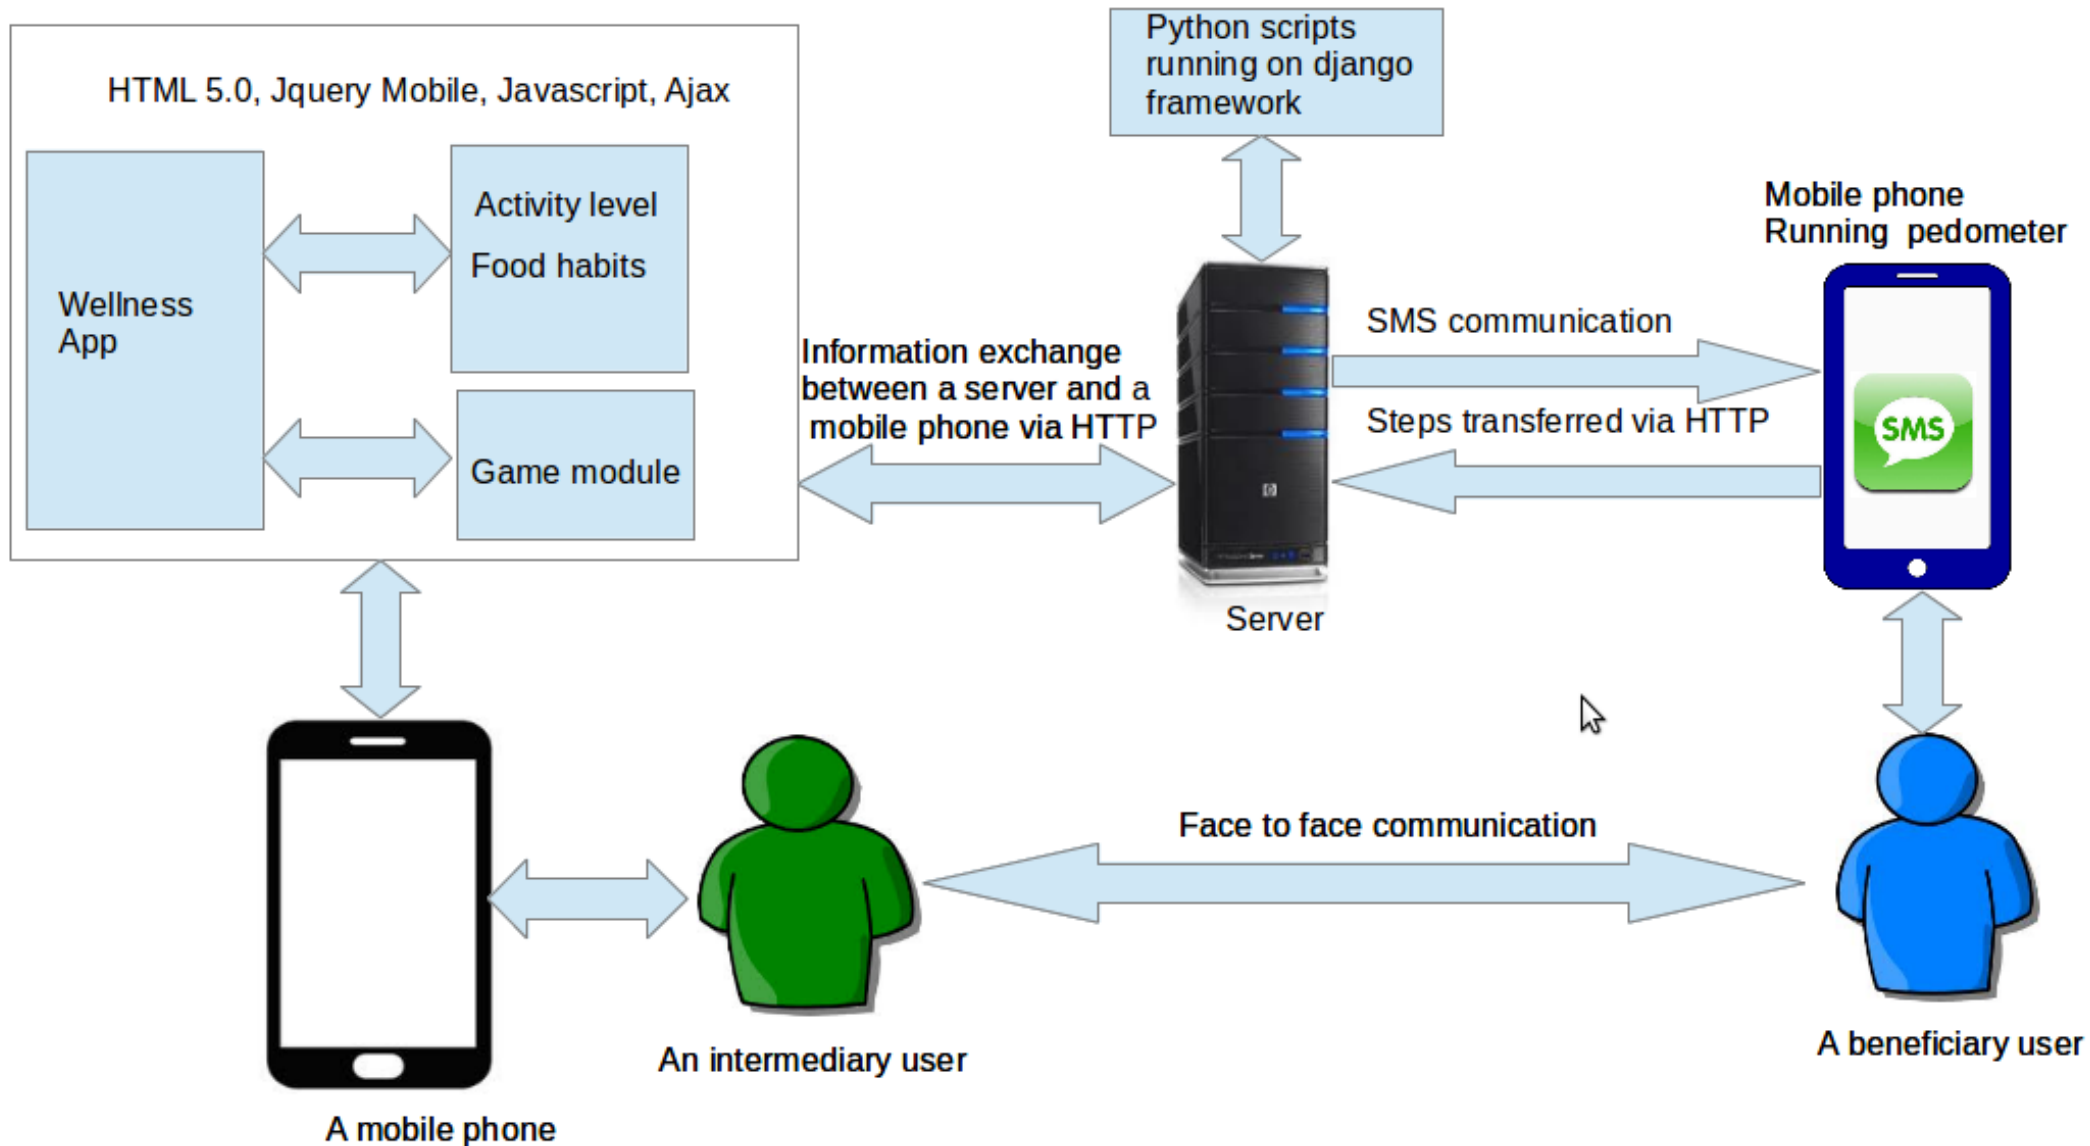 Python scripts
running on django
framework
HTML 5.0, Jquery Mobile, Javascript, Ajax
Activity level
Food habits
Wellness
App
Game module
Information exchange
between a server and a
mobile phone via HTTP
SMS communication
Steps transferred via HTTP
Mobile phone
Running pedometer
SMS
Server
Face to face communication
An intermediary user
A beneficiary user
A mobile phone